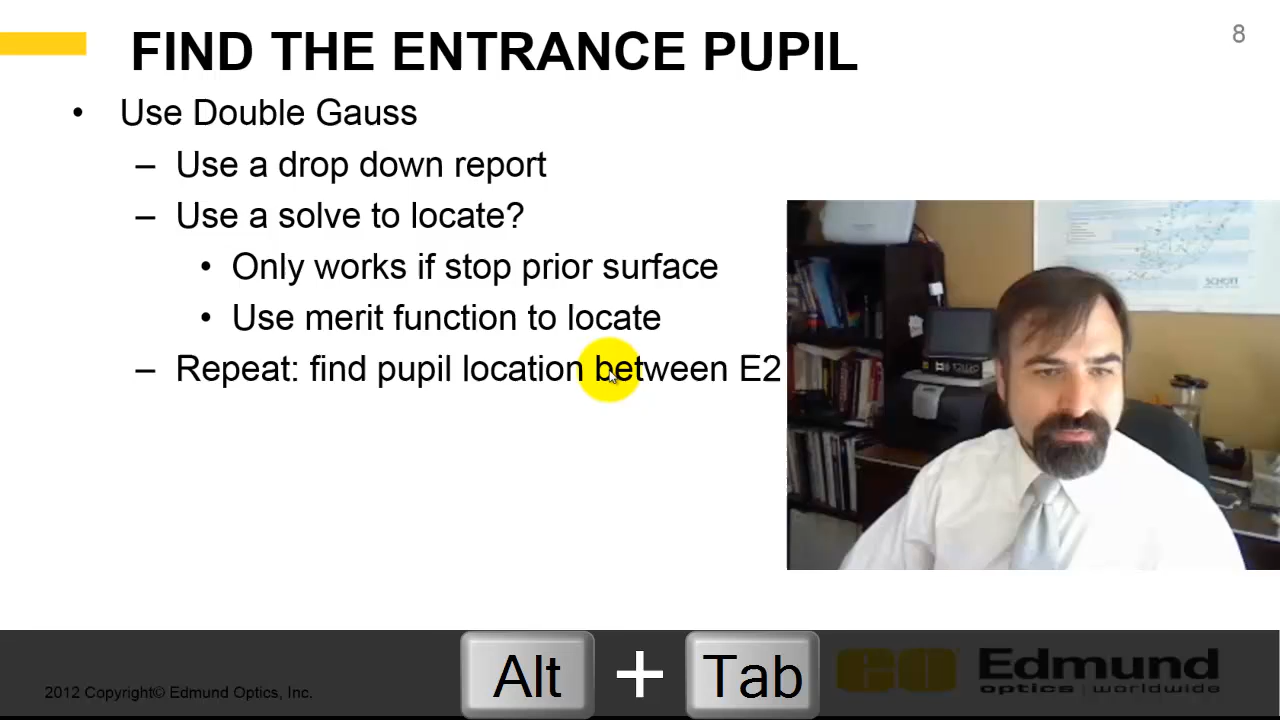 8
FIND THE ENTRANCE PUPIL
• Use Double Gauss
– Use a drop down report
– Use a solve to locate?
• Only works if stop prior surface
• Use merit function to locate
– Repeat: find pupil location between E2
SCHOTT
Alt + Tab
EO Edmund
optics | worldwide
2012 Copyright© Edmund Optics, Inc.